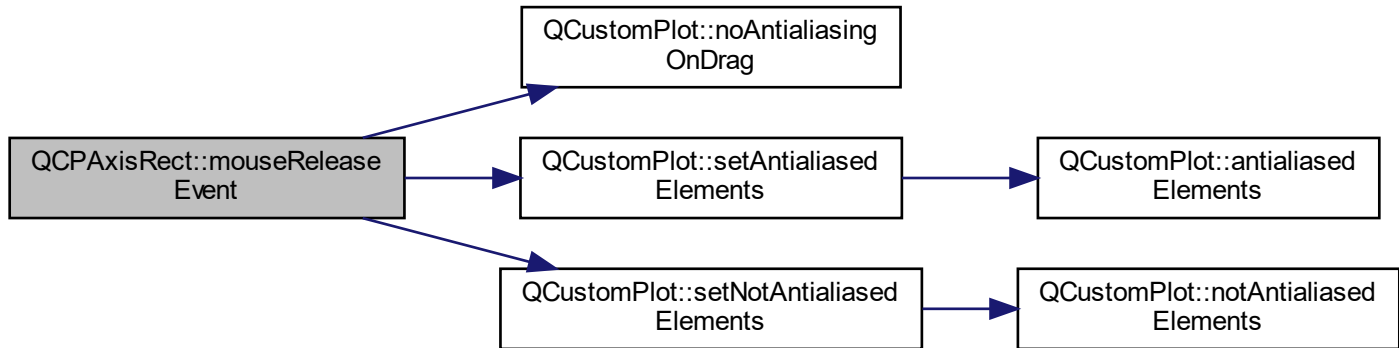 QCustomPlot::noAntialiasing
OnDrag
QCPAxisRect::mouseRelease
Event
QCustomPlot::setAntialiased
Elements
QCustomPlot::antialiased
Elements
QCustomPlot::setNotAntialiased
Elements
QCustomPlot::notAntialiased
Elements